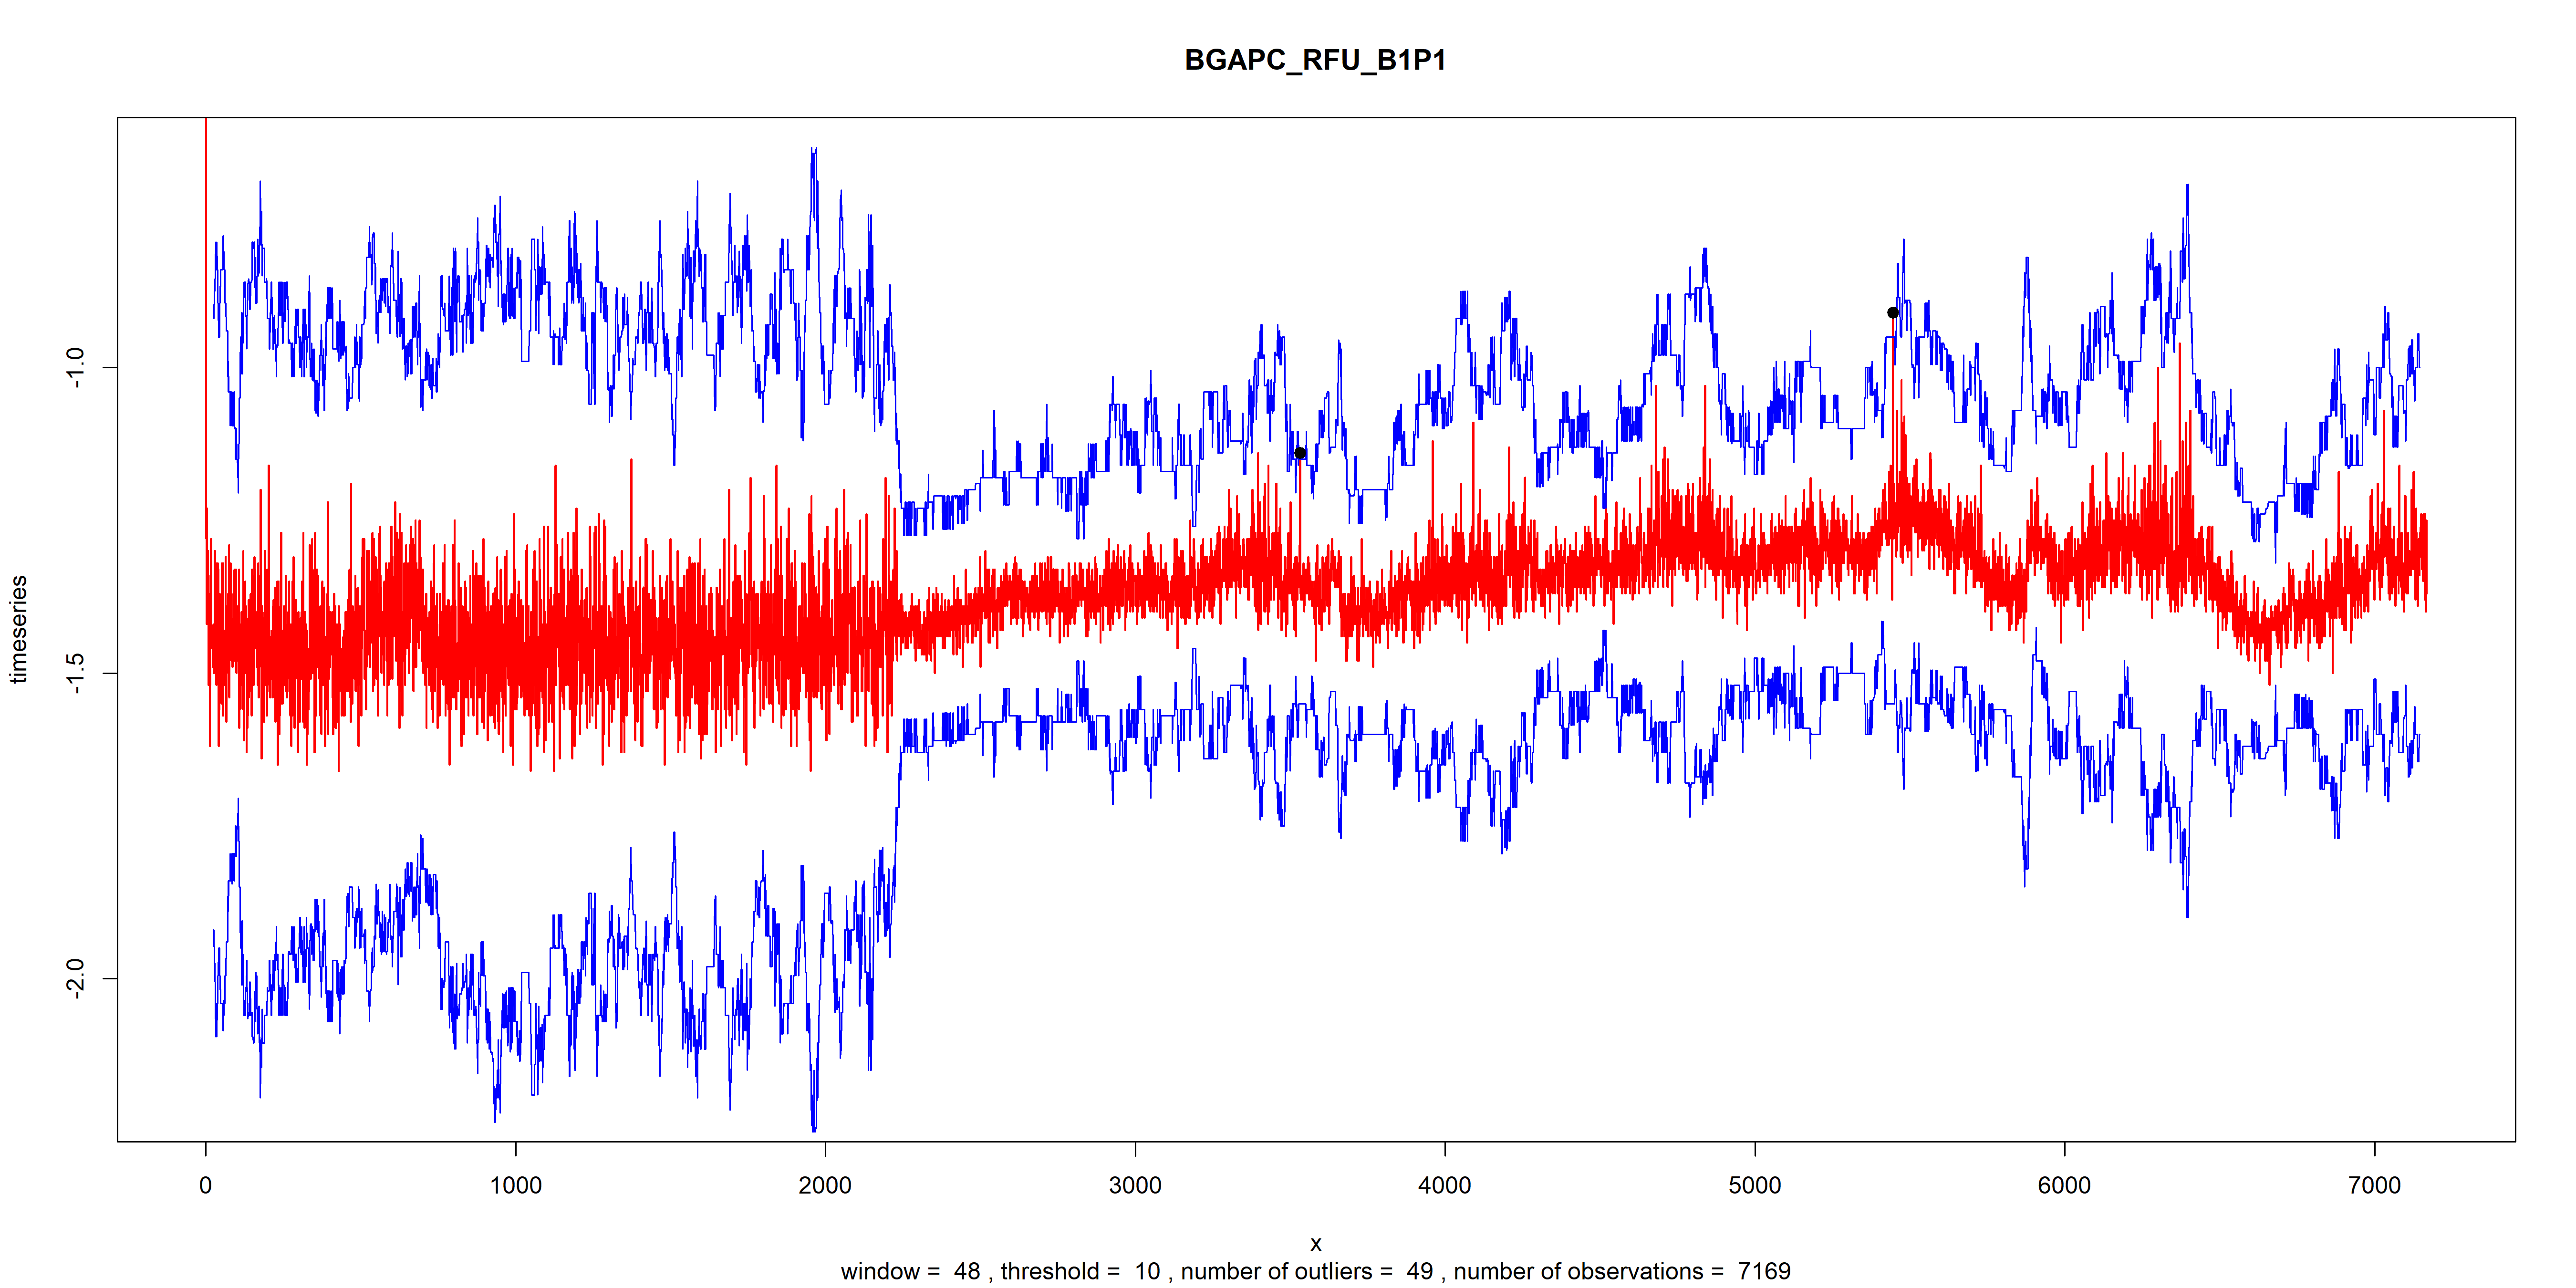 BGAPC_RFU_B1P1
timeseries
-1.0
-1.5
-2.0
0 1000 2000 3000 4000 5000 6000 7000
x
window =  48 , threshold =  10 , number of outliers =  49 , number of observations =  7169